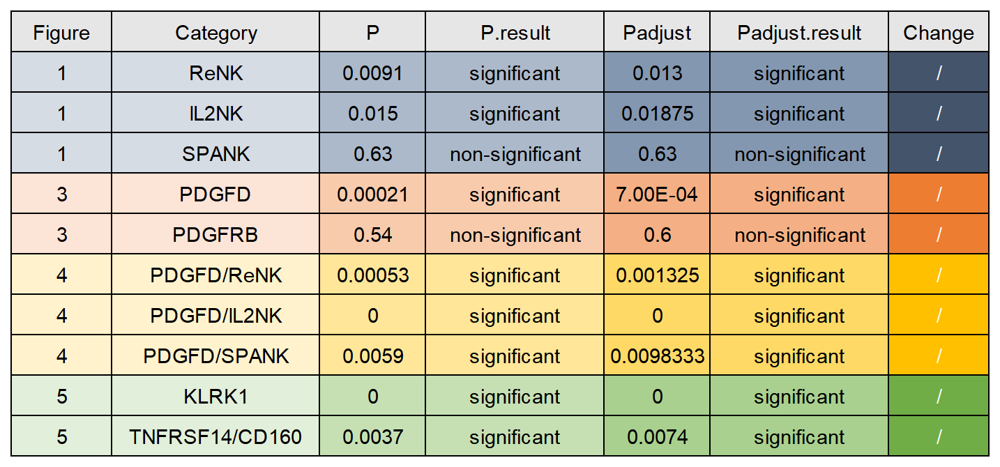 Figure Category P P.result Padjust Padjust.result Change
1 ReNK 0.0091 significant 0.013 significant /
1 IL2NK 0.015 significant 0.01875 significant /
1 SPANK 0.63 non-significant 0.63 non-significant /
3 PDGFD 0.00021 significant 7.00E-04 significant /
3 PDGFRB 0.54 non-significant 0.6 non-significant /
4 PDGFD/ReNK 0.00053 significant 0.001325 significant /
4 PDGFD/IL2NK 0 significant 0 significant /
4 PDGFD/SPANK 0.0059 significant 0.0098333 significant /
5 KLRK1 0 significant 0 significant /
5 TNFRSF14/CD160 0.0037 significant 0.0074 significant /